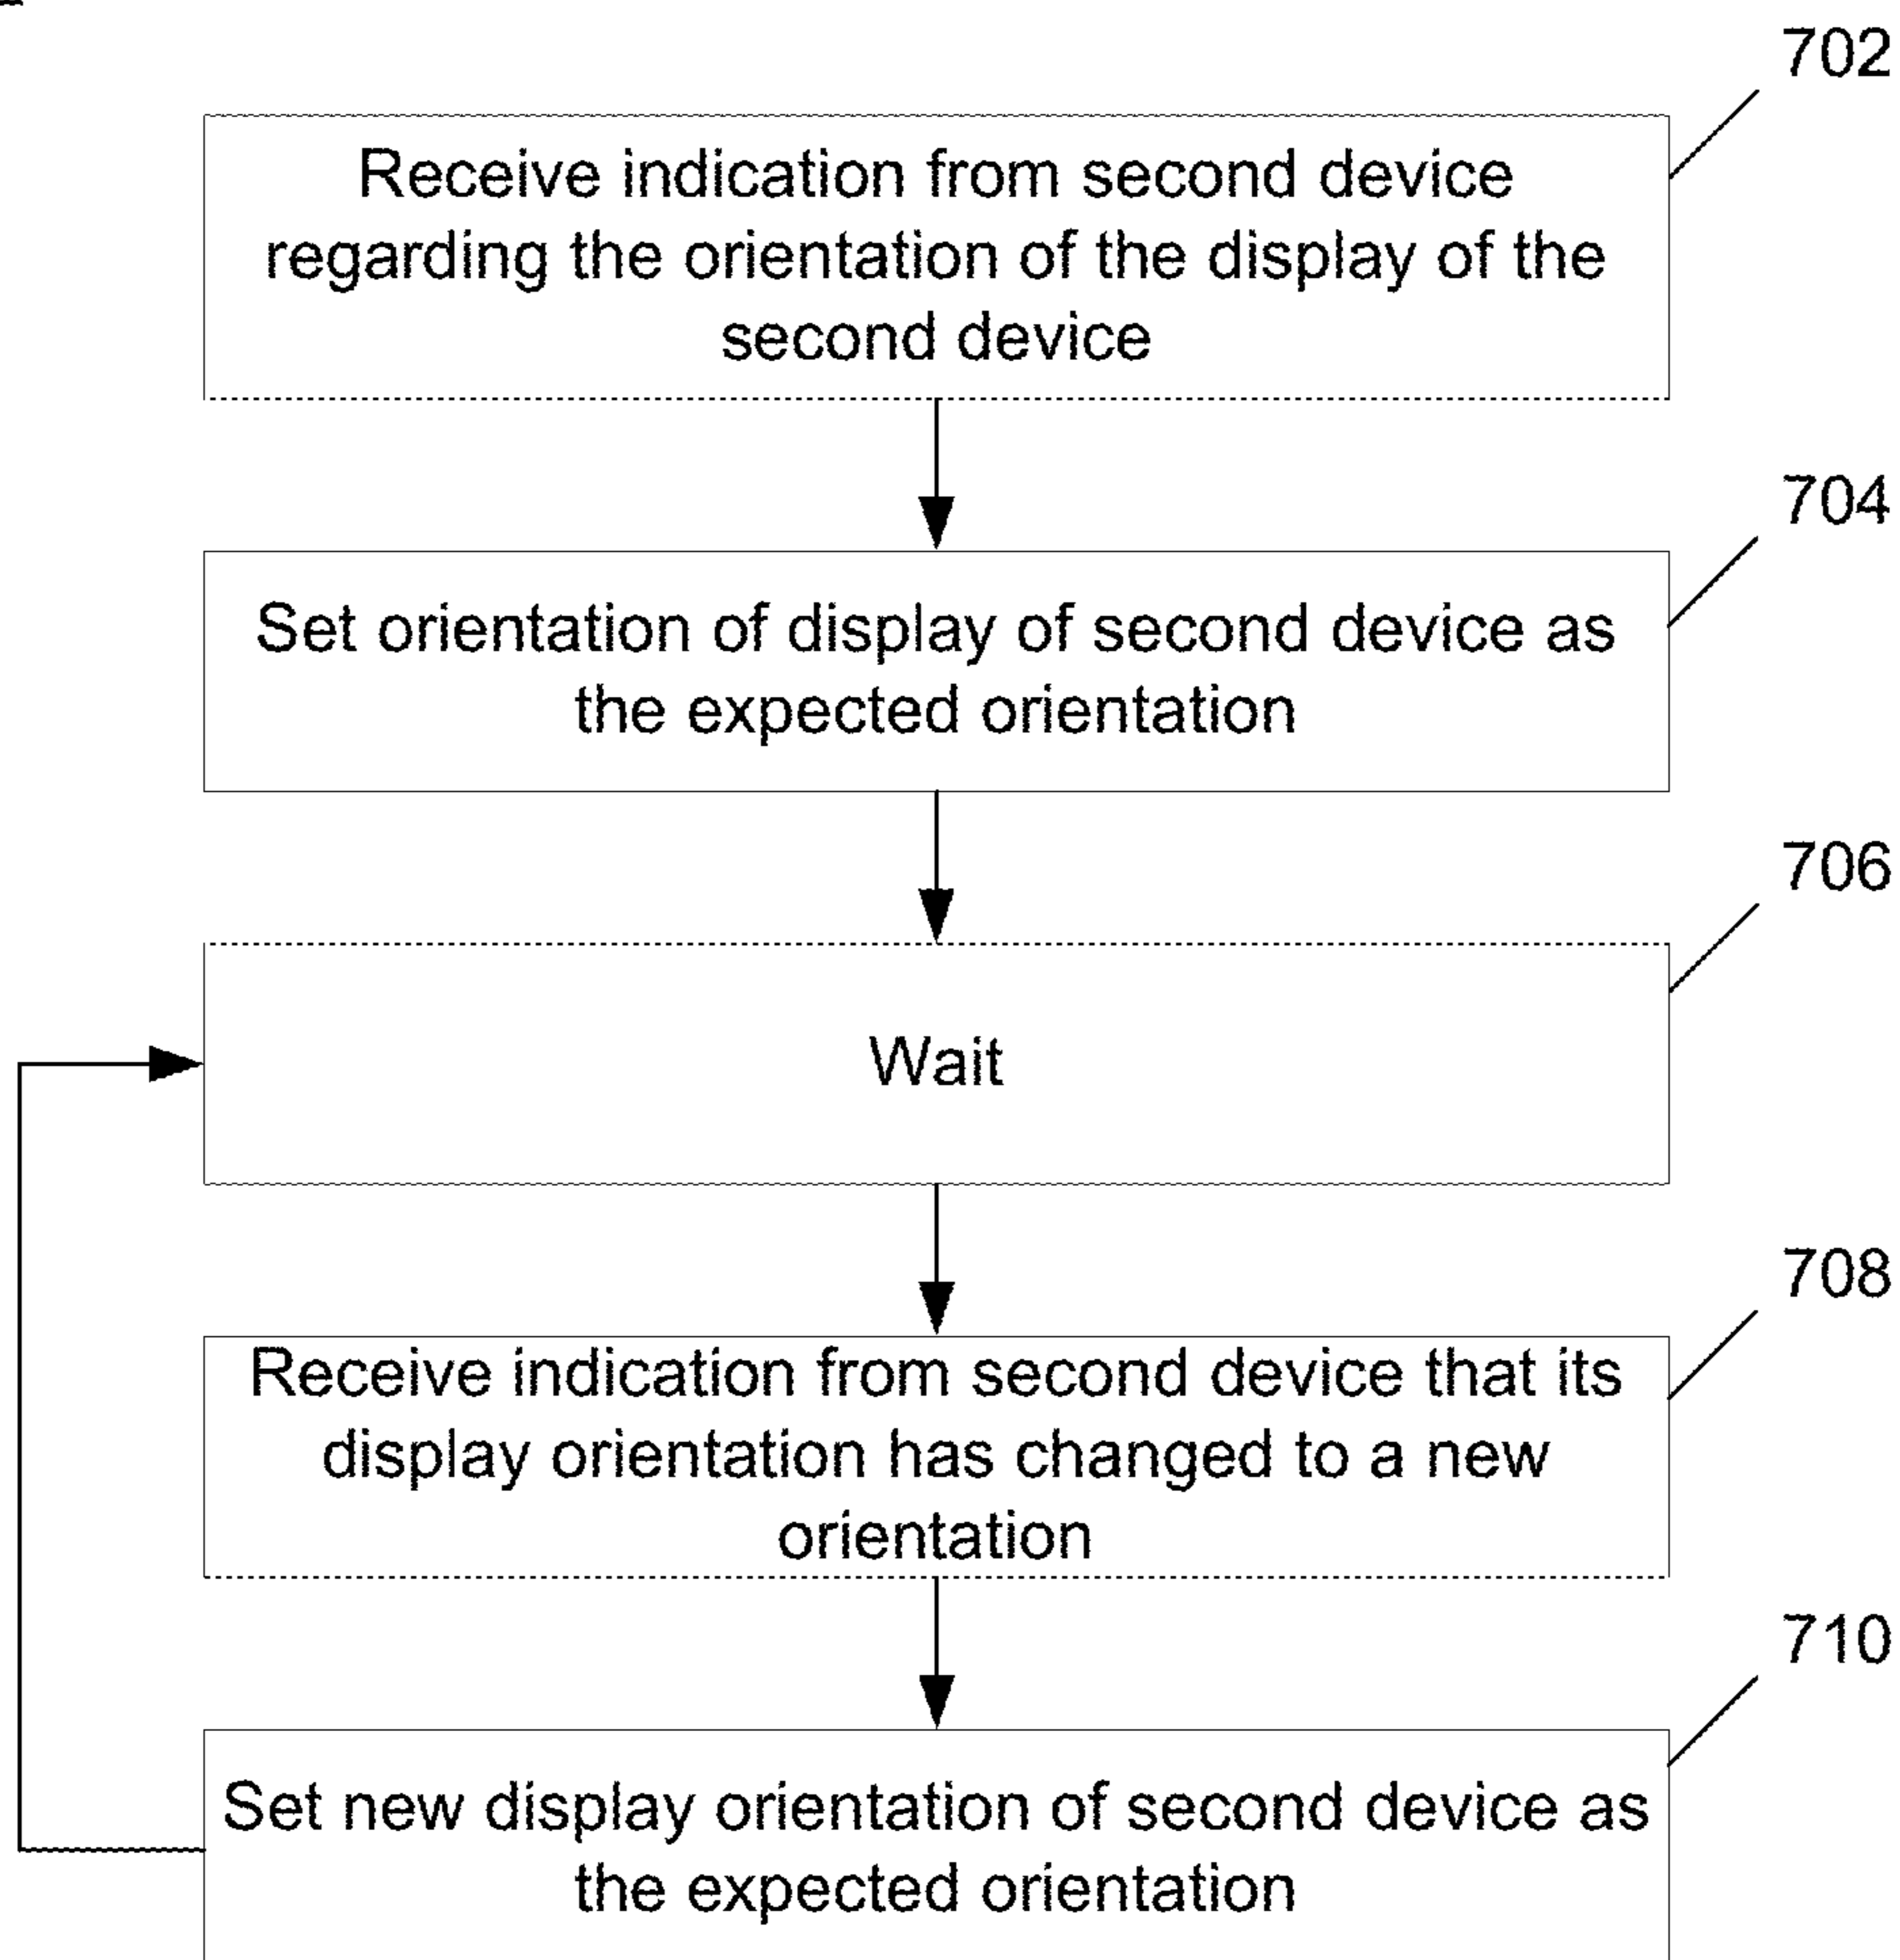 702
Receive indication from second device
regarding the orientation of the display of the
second device
704
Set orientation of display of second device as
the expected orientation
706
Wait
708
Receive indication from second device that its
display orientation has changed to a new
orientation
710
Set new display orientation of second device as
the expected orientation